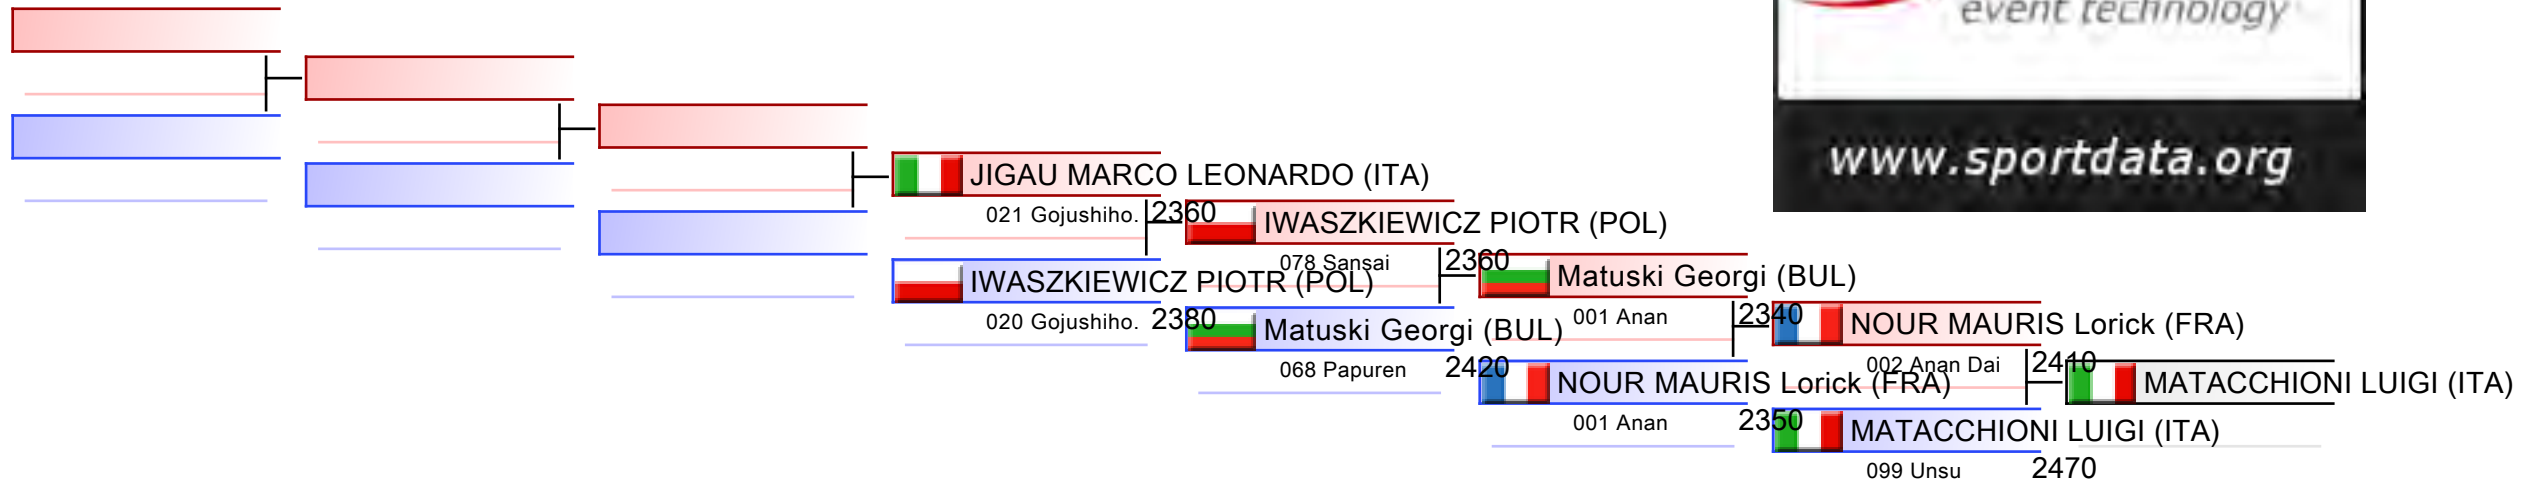 event technology
www.sportdata.org
JIGAU MARCO LEONARDO (ITA)
021 Gojushiho. 2360
IWASZKIEWICZ PIOTR (POL)
020 Gojushiho. 2380
IWASZKIEWICZ PIOTR (POL)
078 Sansai 2360
Matuski Georgi (BUL)
068 Papuren 2420
Matuski Georgi (BUL)
001 Anan 2340
NOUR MAURIS Lorick (FRA)
001 Anan 2350
NOUR MAURIS Lorick (FRA)
002 Anan Dai 2410
MATACCHIONI LUIGI (ITA)
099 Unsu 2470
MATACCHIONI LUIGI (ITA)